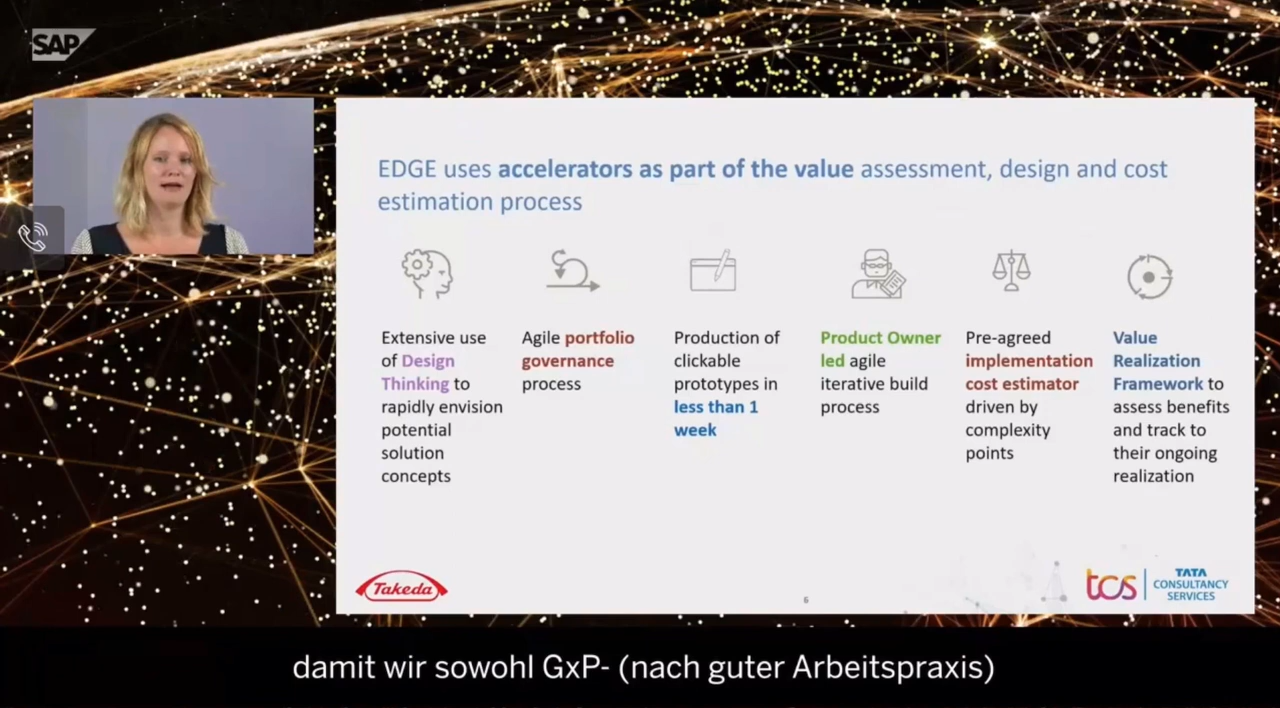 SAP
EDGE uses accelerators as part of the value assessment, design and cost
estimation process
Extensive use
of Design
Thinking to
rapidly envision
potential
solution
concepts
Agile portfolio
governance
process
Production of
clickable
prototypes in
less than 1
week
Product Owner
led agile
iterative build
process
Pre-agreed
implementation
cost estimator
driven by
complexity
points
Value
Realization
Framework to
assess benefits
and track to
their ongoing
realization
Takeda
6
tcs
TATA
CONSULTANCY
SERVICES
damit wir sowohl GxP- (nach guter Arbeitspraxis)